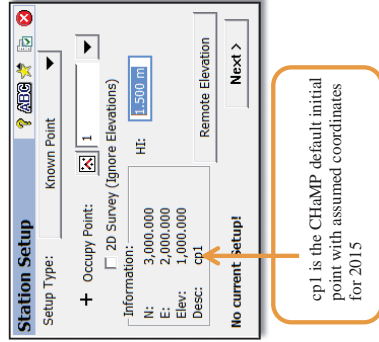 Station Setup
? ABC
Setup Type: Known Point
+ Occupy Point: 1
2D Survey (Ignore Elevations)
Information:
N: 3,000.000
E: 2,000.000
Elev: 1,000.000
Desc: cp1
HI: 1.500 m
Remote Elevation
No current Setup!
Next >
cp1 is the CHaMP default initial
point with assumed coordinates
for 2015